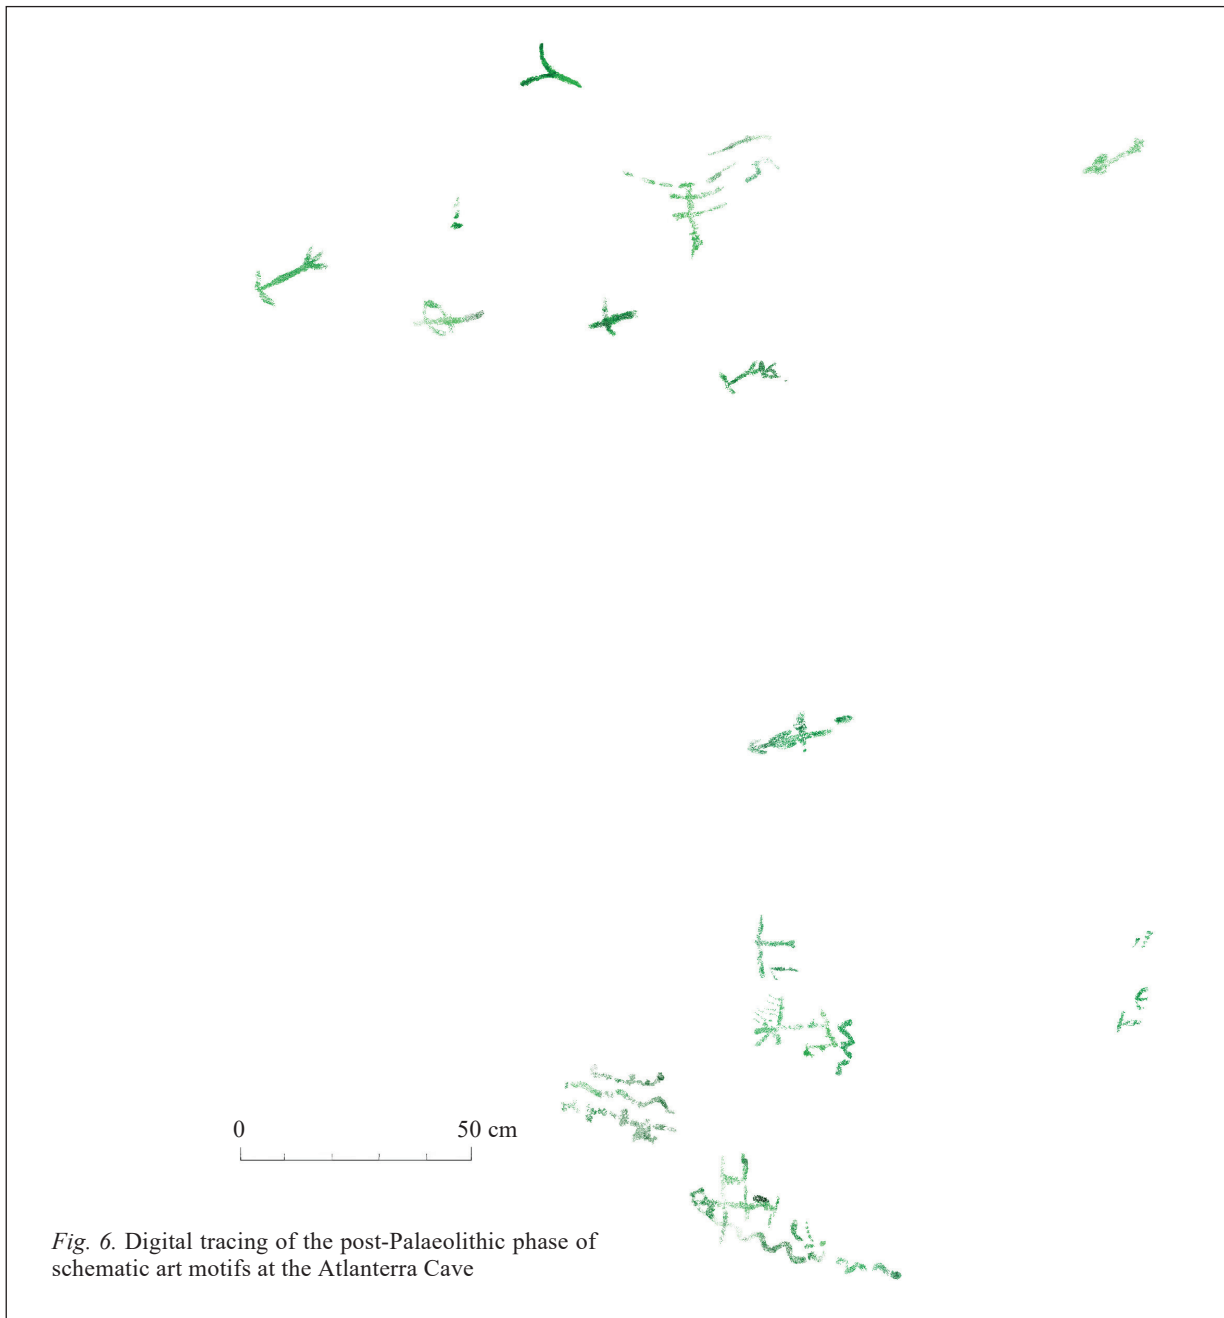 0 50 cm
Fig. 6. Digital tracing of the post-Palaeolithic phase of
schematic art motifs at the Atlanterra Cave